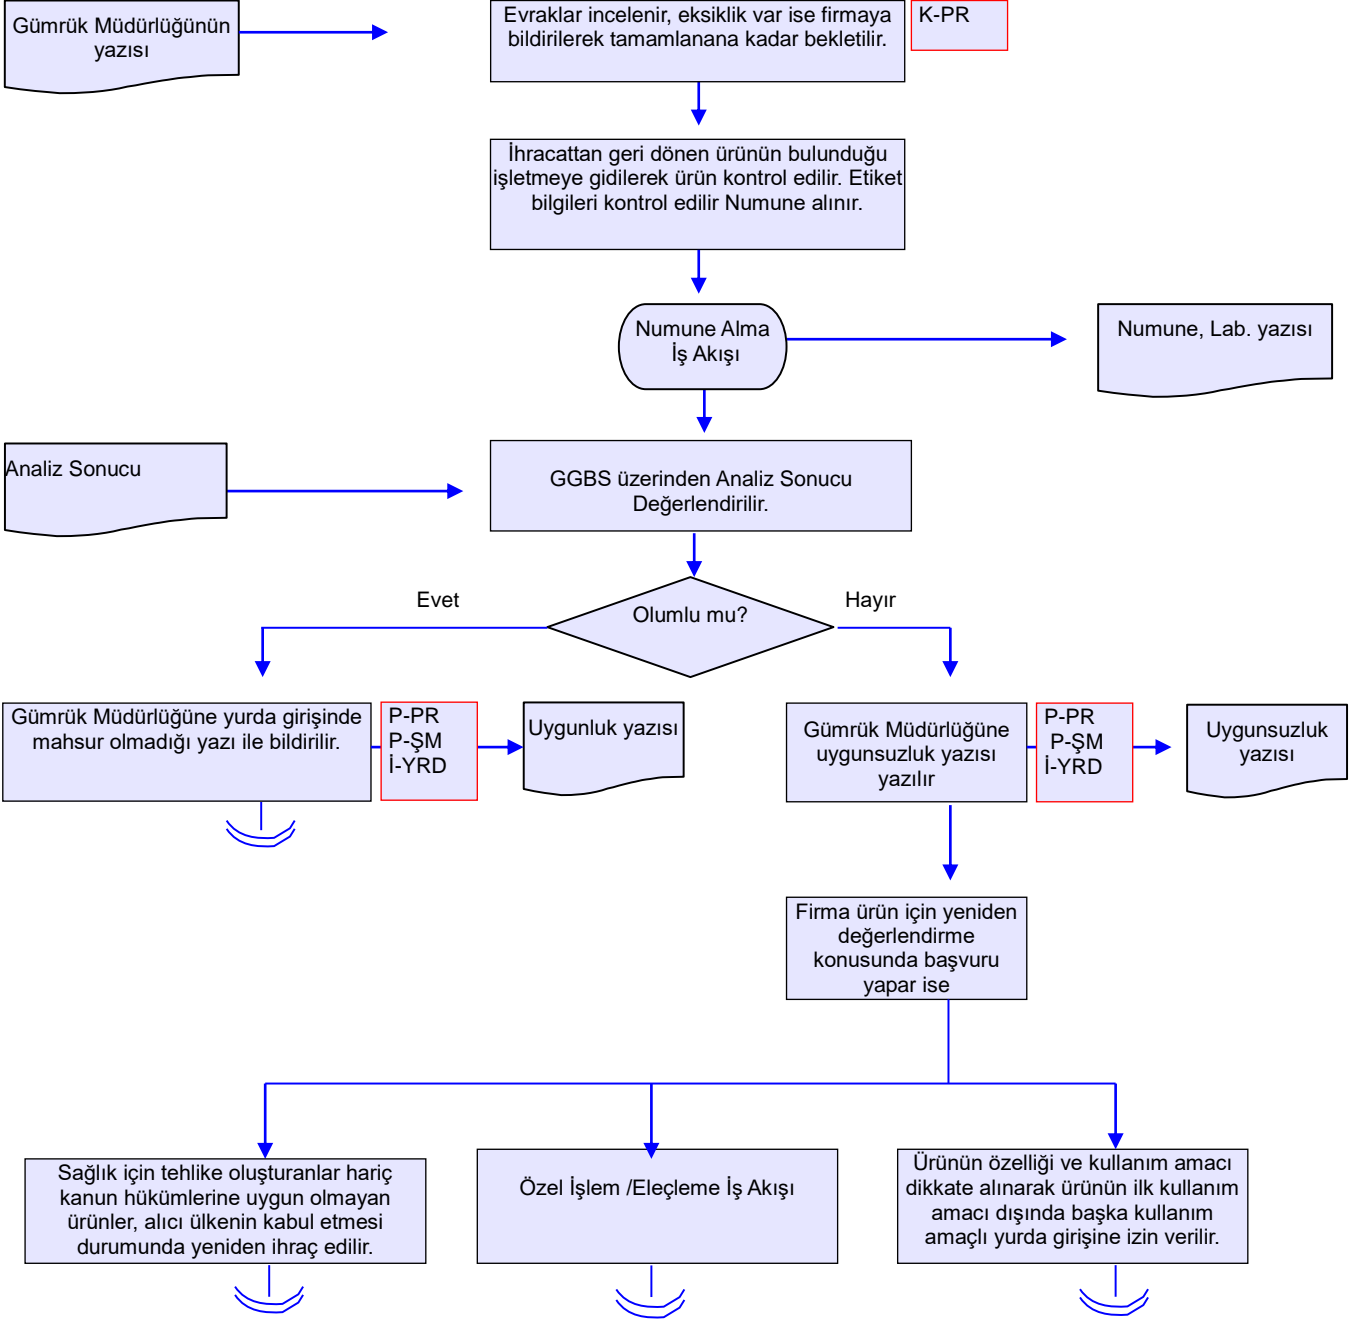 Gümrük Müdürlüğünün
yazısı
Evraklar incelenir, eksiklik var ise firmaya
bildirilerek tamamlanana kadar bekletilir.
K-PR
İhracattan geri dönen ürünün bulunduğu
işletmeye gidilerek ürün kontrol edilir. Etiket
bilgileri kontrol edilir Numune alınır.
Numune Alma
İş Akışı
Numune, Lab. yazısı
Analiz Sonucu
GGBS üzerinden Analiz Sonucu
Değerlendirilir.
Olumlu mu?
Evet
Hayır
Gümrük Müdürlüğüne yurda girişinde
mahsur olmadığı yazı ile bildirilir.
P-PR
P-ŞM
İ-YRD
Uygunluk yazısı
Gümrük Müdürlüğüne
uygunsuzluk yazısı
yazılır
P-PR
P-ŞM
İ-YRD
Uygunsuzluk
yazısı
Firma ürün için yeniden
değerlendirme
konusunda başvuru
yapar ise
Sağlık için tehlike oluşturanlar hariç
kanun hükümlerine uygun olmayan
ürünler, alıcı ülkenin kabul etmesi
durumunda yeniden ihraç edilir.
Özel İşlem /Eleçleme İş Akışı
Ürünün özelliği ve kullanım amacı
dikkate alınarak ürünün ilk kullanım
amacı dışında başka kullanım
amaçlı yurda girişine izin verilir.